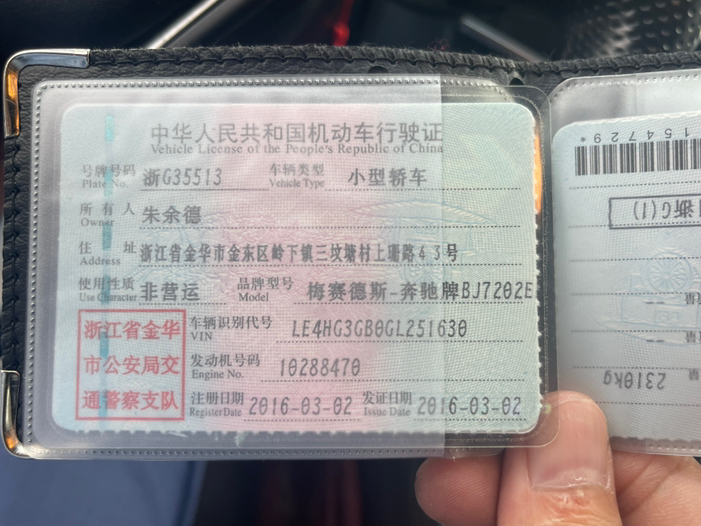 中华人民共和国机动车行驶证
Vehicle License of the People's Republic of China
号牌号码 浙G35513 车辆类型 小型轿车
Plate No. Vehicle Type
所有人 朱余德
Owner
住址 浙江省金华市金东区岭下镇三坟塘村上珊路43号
Address
使用性质 非营运 品牌型号 梅赛德斯-奔驰牌BJ7202E
Use Character Model
浙江省金华
市公安局交
通警察支队
车辆识别代号 LE4HG3GB0GL251630
VIN
发动机号码 10288470
Engine No.
注册日期 2016-03-02 发证日期 2016-03-02
Register Date Issue Date
154729*
浙G(1)
2310kg